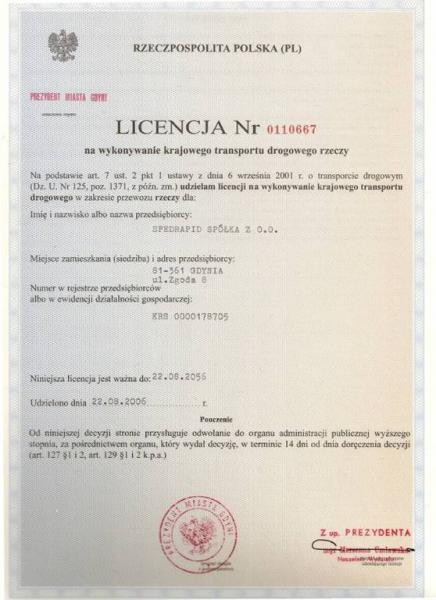 RZECZPOSPOLITA POLSKA (PL)
PREZYDENT MIASTA GDYNI
LICENCJA Nr 0110667
na wykonywanie krajowego transportu drogowego rzeczy
Na podstawie art. 7 ust. 2 pkt 1 ustawy z dnia 6 września 2001 r. o transporcie drogowym
(Dz. U. Nr 125, poz. 1371, z późn. zm.) udzielam licencji na wykonywanie krajowego transportu
drogowego w zakresie przewozu rzeczy dla:
Imię i nazwisko albo nazwa przedsiębiorcy:
SPEDRAPID SPÓŁKA Z O.O.
Miejsce zamieszkania (siedziba) i adres przedsiębiorcy:
81-361 GDYNIA
ul.Zgoda 8
Numer w rejestrze przedsiębiorców
albo w ewidencji działalności gospodarczej:
KRS 0000178705
Niniejsza licencja jest ważna do: 22.08.2056
Udzielono dnia 22.08.2006 r.
Pouczenie
Od niniejszej decyzji stronie przysługuje odwołanie do organu administracji publicznej wyższego
stopnia, za pośrednictwem organu, który wydał decyzję, w terminie 14 dni od dnia doręczenia decyzji
(art. 127 §1 i 2, art. 129 §1 i 2 k.p.a.)
PREZYDENT MIASTA GDYNI
Z up. PREZYDENTA
mgr
Naczelnik Wydziału